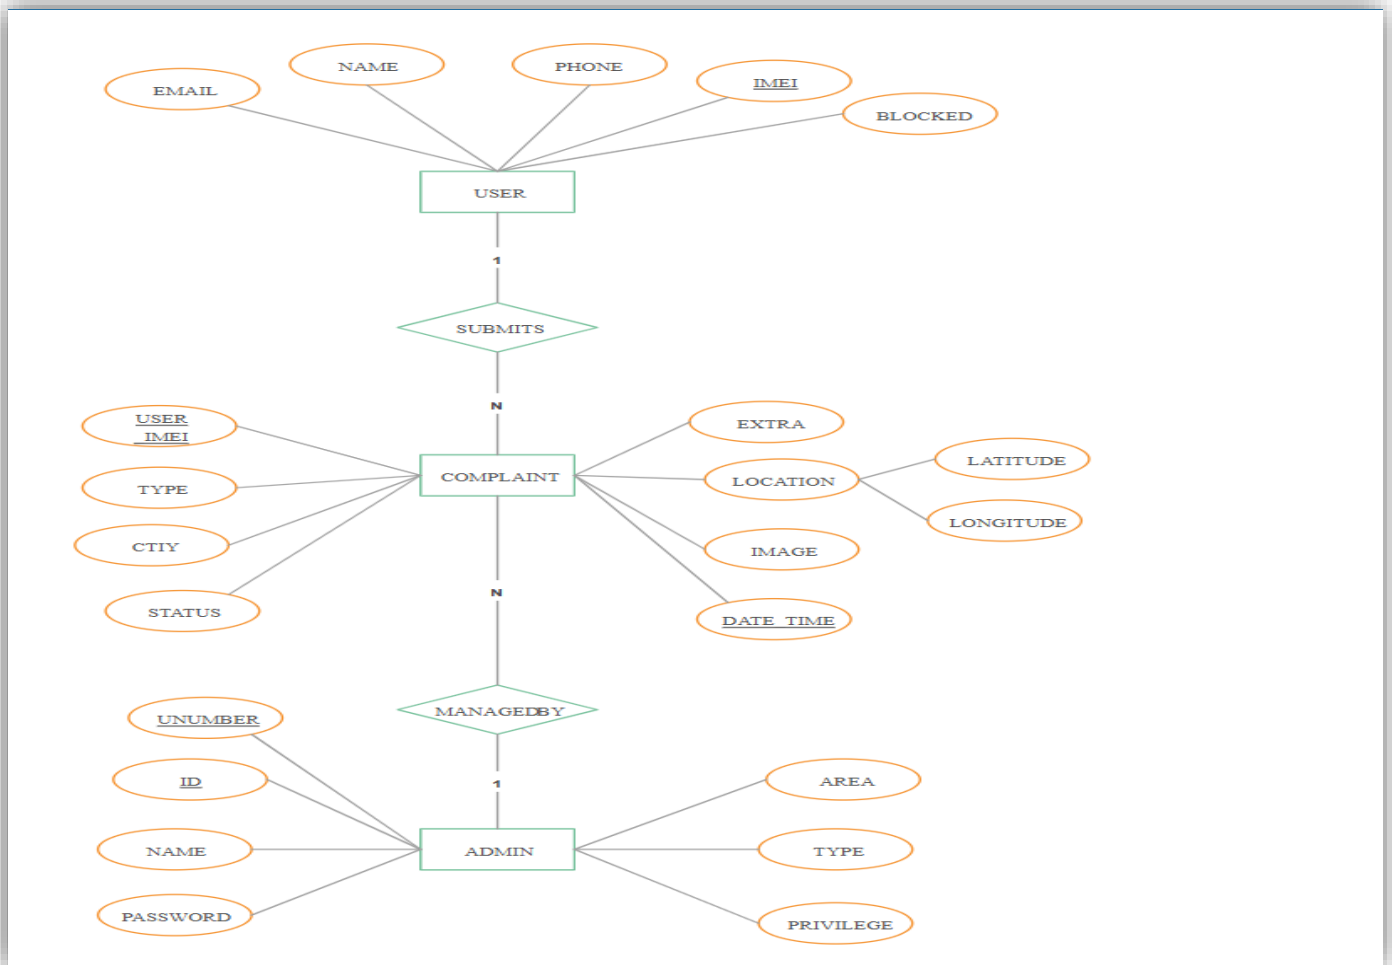 NAME
PHONE
IMEI
EMAIL
BLOCKED
USER
1
SUBMITS
N
USER
_IMEI
EXTRA
LATITUDE
COMPLAINT
LOCATION
TYPE
LONGITUDE
CTIY
IMAGE
STATUS
N
DATE_TIME
UNUMBER
MANAGEDBY
ID
1
AREA
NAME
ADMIN
TYPE
PASSWORD
PRIVILEGE